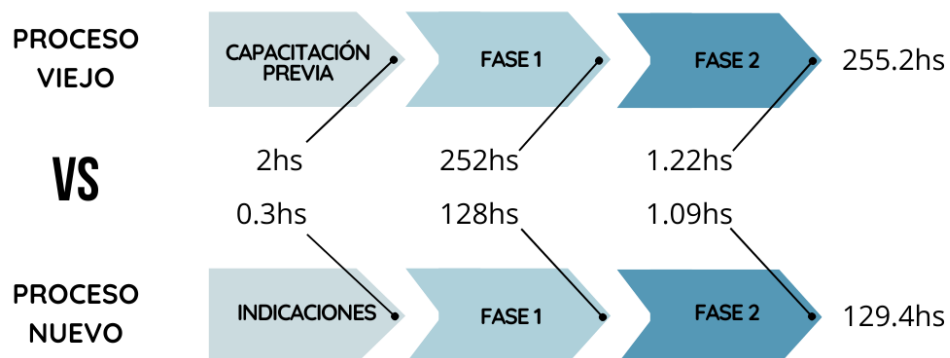 PROCESO
VIEJO
CAPACITACIÓN
PREVIA
FASE 1
FASE 2
255.2hs
2hs
252hs
1.22hs
VS
0.3hs
128hs
1.09hs
PROCESO
NUEVO
INDICACIONES
FASE 1
FASE 2
129.4hs